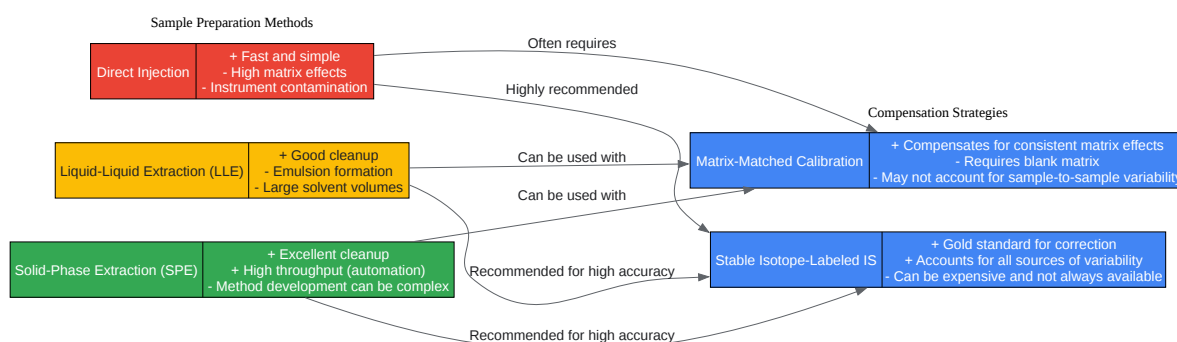 Sample Preparation Methods
Direct Injection
+ Fast and simple
- High matrix effects
- Instrument contamination
Often requires
Highly recommended
Liquid-Liquid Extraction (LLE)
+ Good cleanup
- Emulsion formation
- Large solvent volumes
Can be used with
Can be used with
Solid-Phase Extraction (SPE)
+ Excellent cleanup
+ High throughput (automation)
- Method development can be complex
Recommended for high accuracy
Recommended for high accuracy
Compensation Strategies
Matrix-Matched Calibration
+ Compensates for consistent matrix effects
- Requires blank matrix
- May not account for sample-to-sample variability
Stable Isotope-Labeled IS
+ Gold standard for correction
+ Accounts for all sources of variability
- Can be expensive and not always available